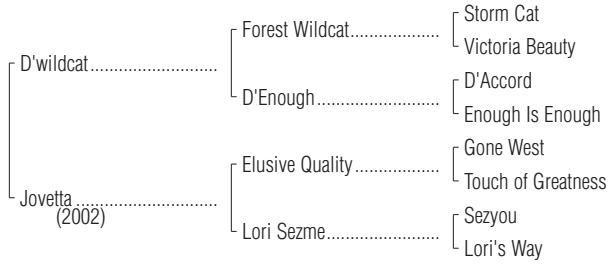 Storm Cat
Forest Wildcat....................
Victoria Beauty
D'wildcat.............................
D'Accord
D'Enough............................
Enough Is Enough
Gone West
Elusive Quality...................
Touch of Greatness
Jovetta................................
(2002)
Sezyou
Lori Sezme.........................
Lori's Way